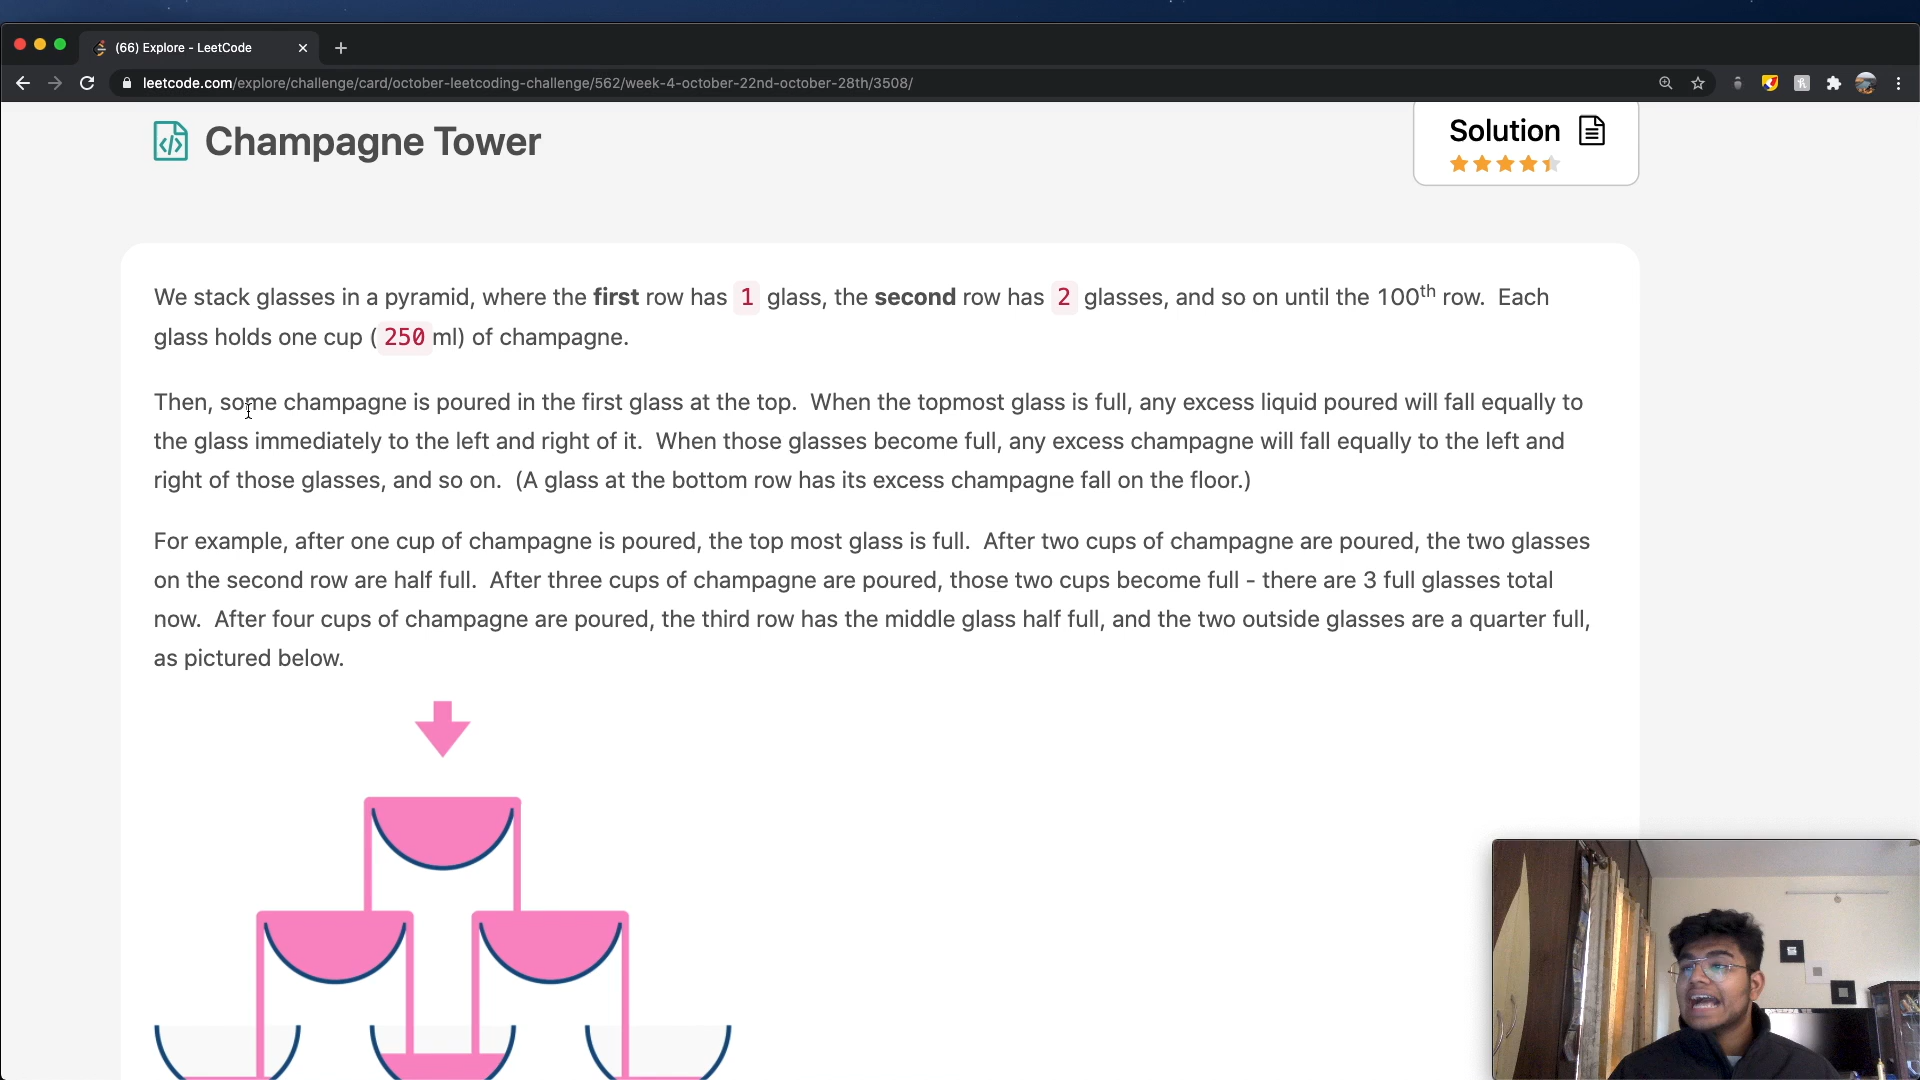 (66) Explore - LeetCode
leetcode.com/explore/challenge/card/october-leetcoding-challenge/562/week-4-october-22nd-october-28th/3508/
Champagne Tower
Solution
We stack glasses in a pyramid, where the first row has 1 glass, the second row has 2 glasses, and so on until the 100th row. Each
glass holds one cup (250 ml) of champagne.
Then, some champagne is poured in the first glass at the top. When the topmost glass is full, any excess liquid poured will fall equally to
the glass immediately to the left and right of it. When those glasses become full, any excess champagne will fall equally to the left and
right of those glasses, and so on. (A glass at the bottom row has its excess champagne fall on the floor.)
For example, after one cup of champagne is poured, the top most glass is full. After two cups of champagne are poured, the two glasses
on the second row are half full. After three cups of champagne are poured, those two cups become full - there are 3 full glasses total
now. After four cups of champagne are poured, the third row has the middle glass half full, and the two outside glasses are a quarter full,
as pictured below.